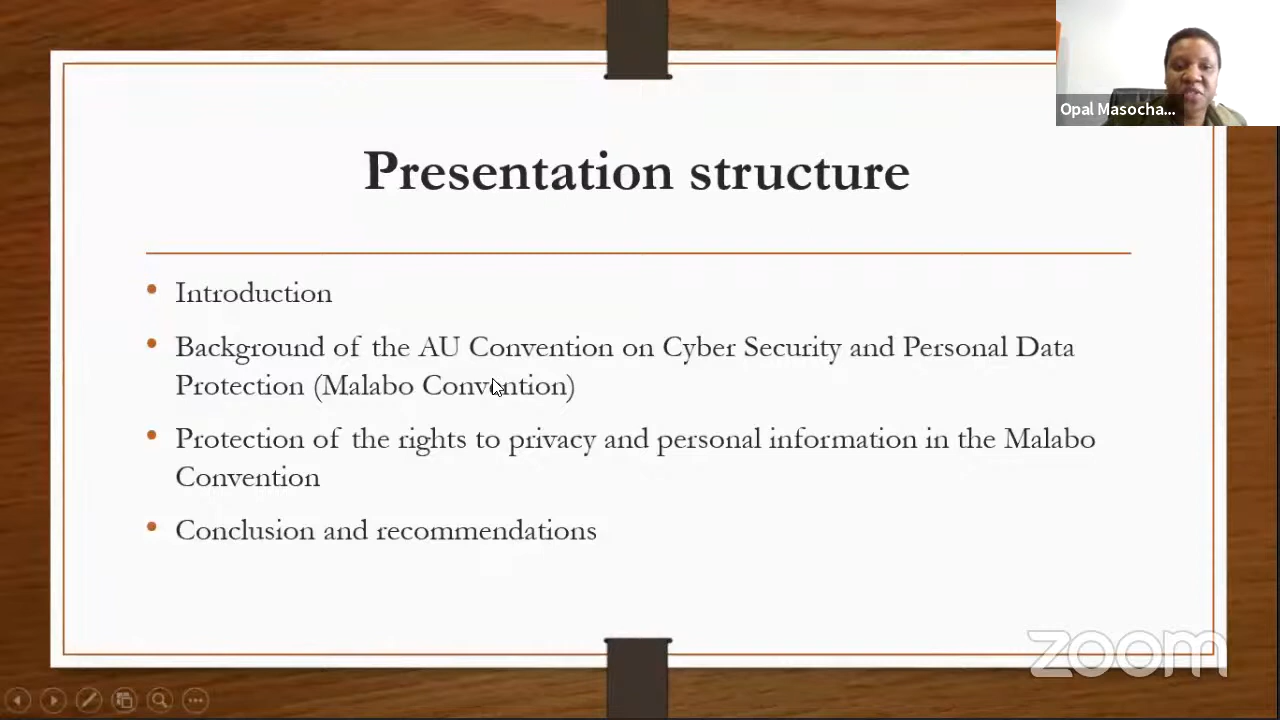 Opal Masocha...
Presentation structure
Introduction
Background of the AU Convention on Cyber Security and Personal Data
Protection (Malabo Convention)
Protection of the rights to privacy and personal information in the Malabo
Convention
Conclusion and recommendations
zoom